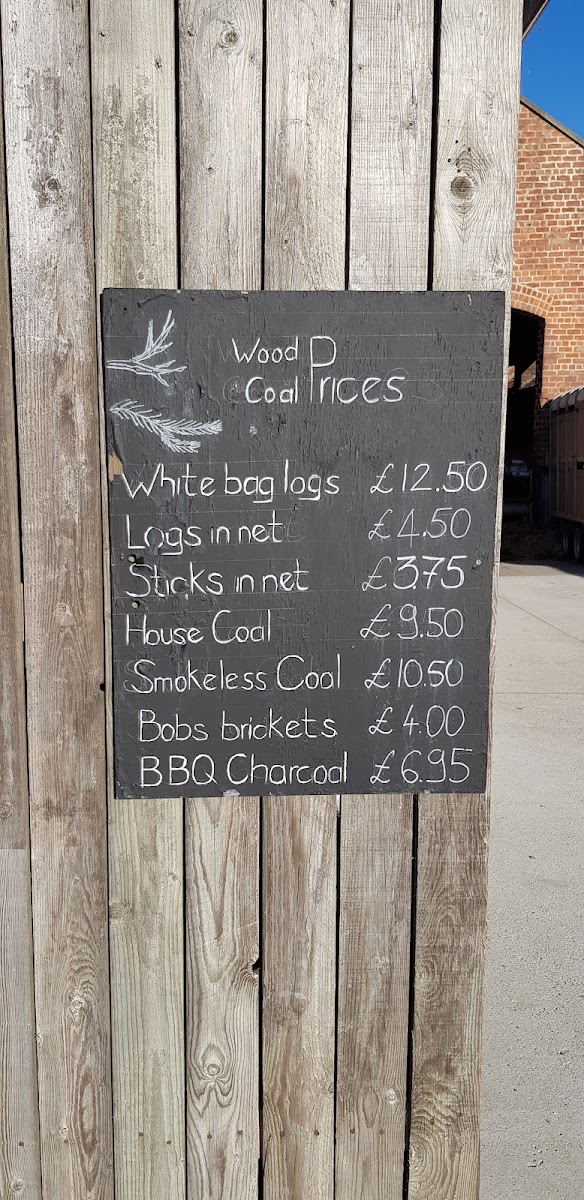 Wood
Coal Prices
White bag logs £12.50
Logs in net £4.50
Sticks in net £3.75
House Coal £9.50
Smokeless Coal £10.50
Bobs brickets £4.00
BBQ Charcoal £6.95